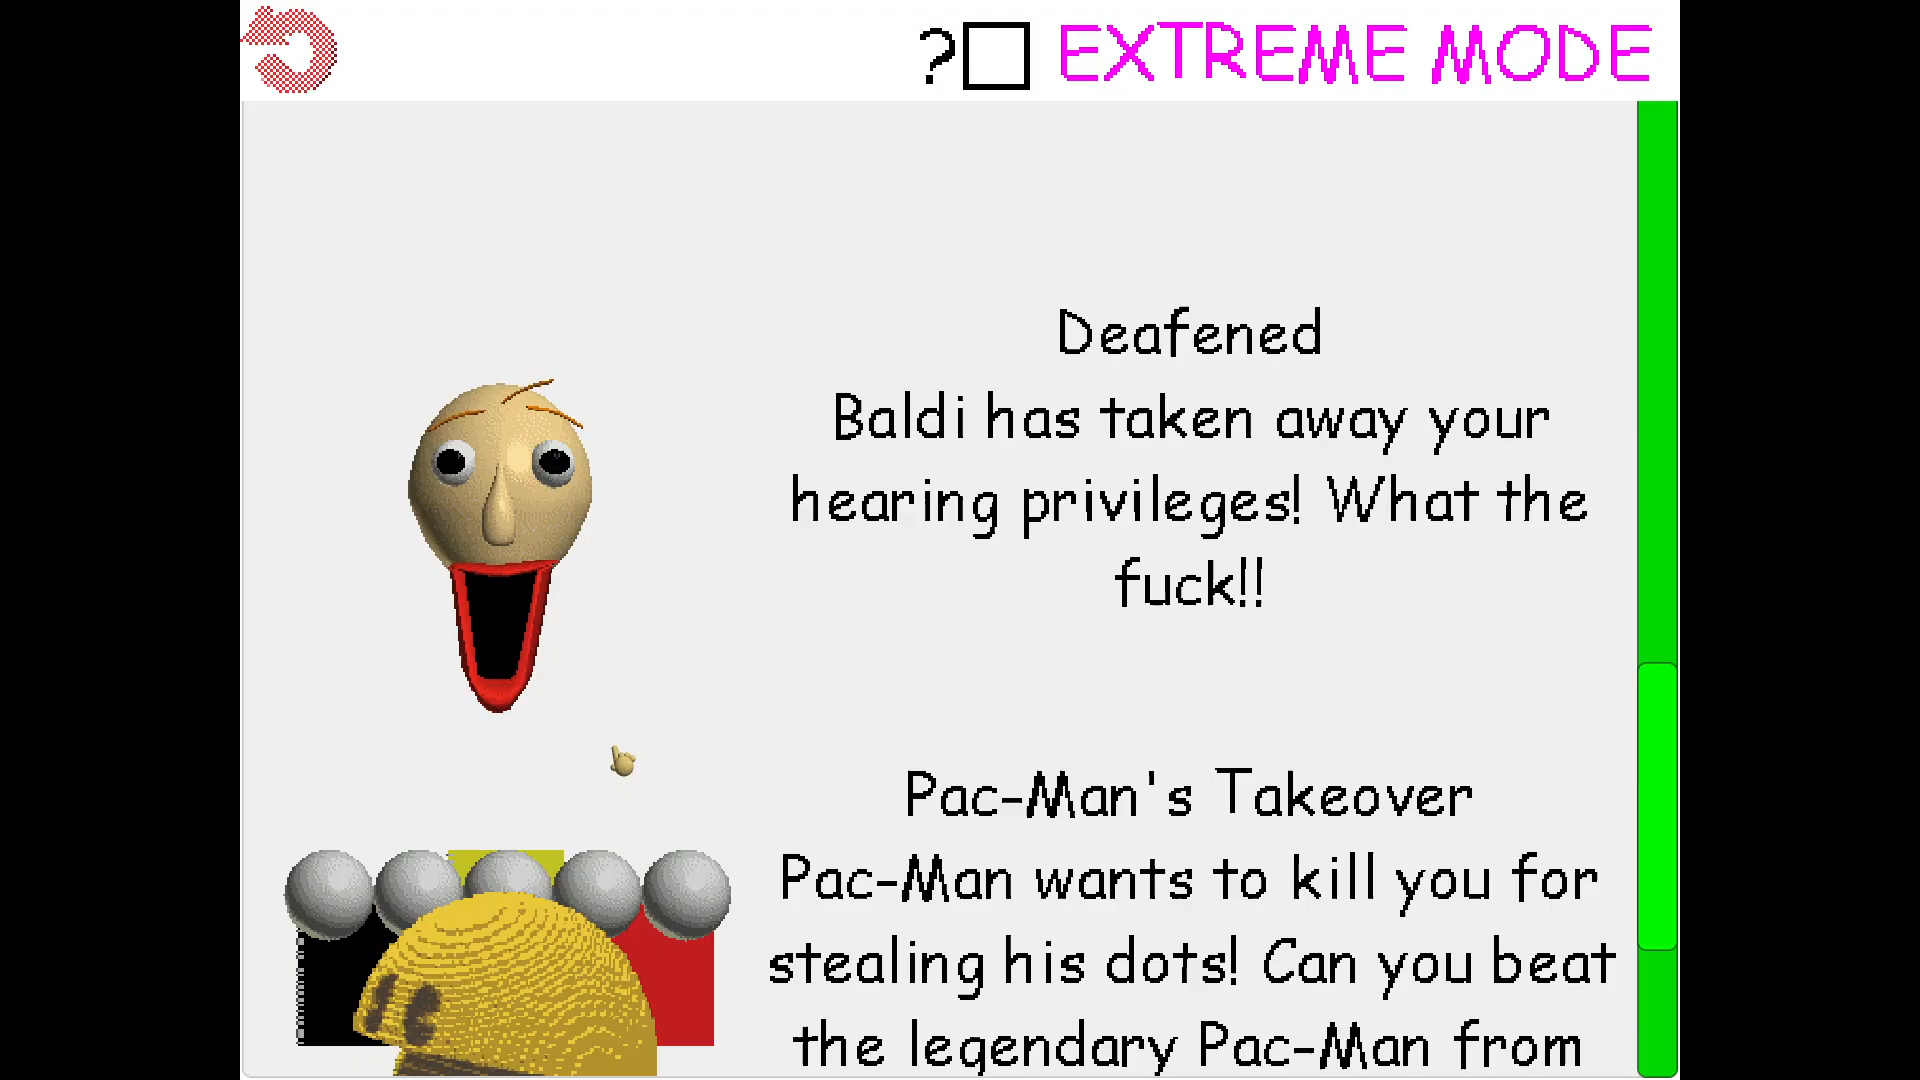 ? EXTREME MODE
Deafened
Baldi has taken away your
hearing privileges! What the
fuck!!
Pac-Man's Takeover
Pac-Man wants to kill you for
stealing his dots! Can you beat
the legendary Pac-Man from